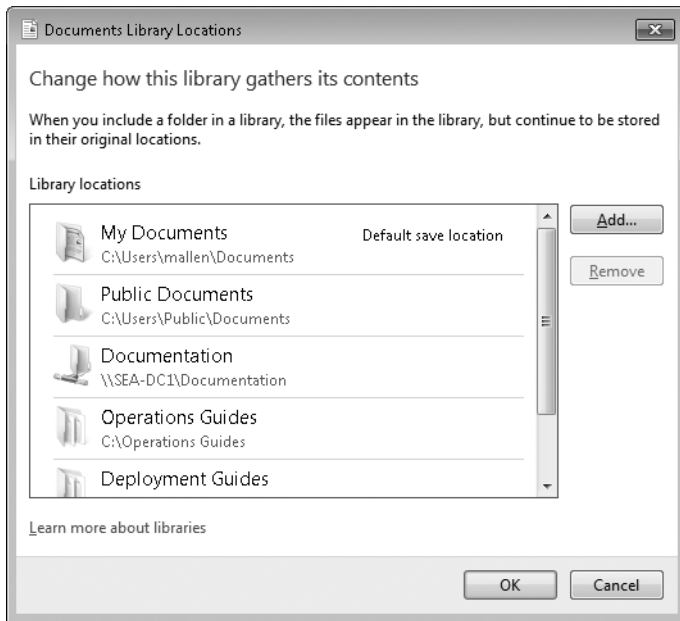 Documents Library Locations
Change how this library gathers its contents
When you include a folder in a library, the files appear in the library, but continue to be stored
in their original locations.
Library locations
My Documents Default save location
C:\Users\mallen\Documents
Public Documents
C:\Users\Public\Documents
Documentation
\\SEA-DC1\Documentation
Operations Guides
C:\Operations Guides
Deployment Guides
Add...
Remove
Learn more about libraries
OK Cancel